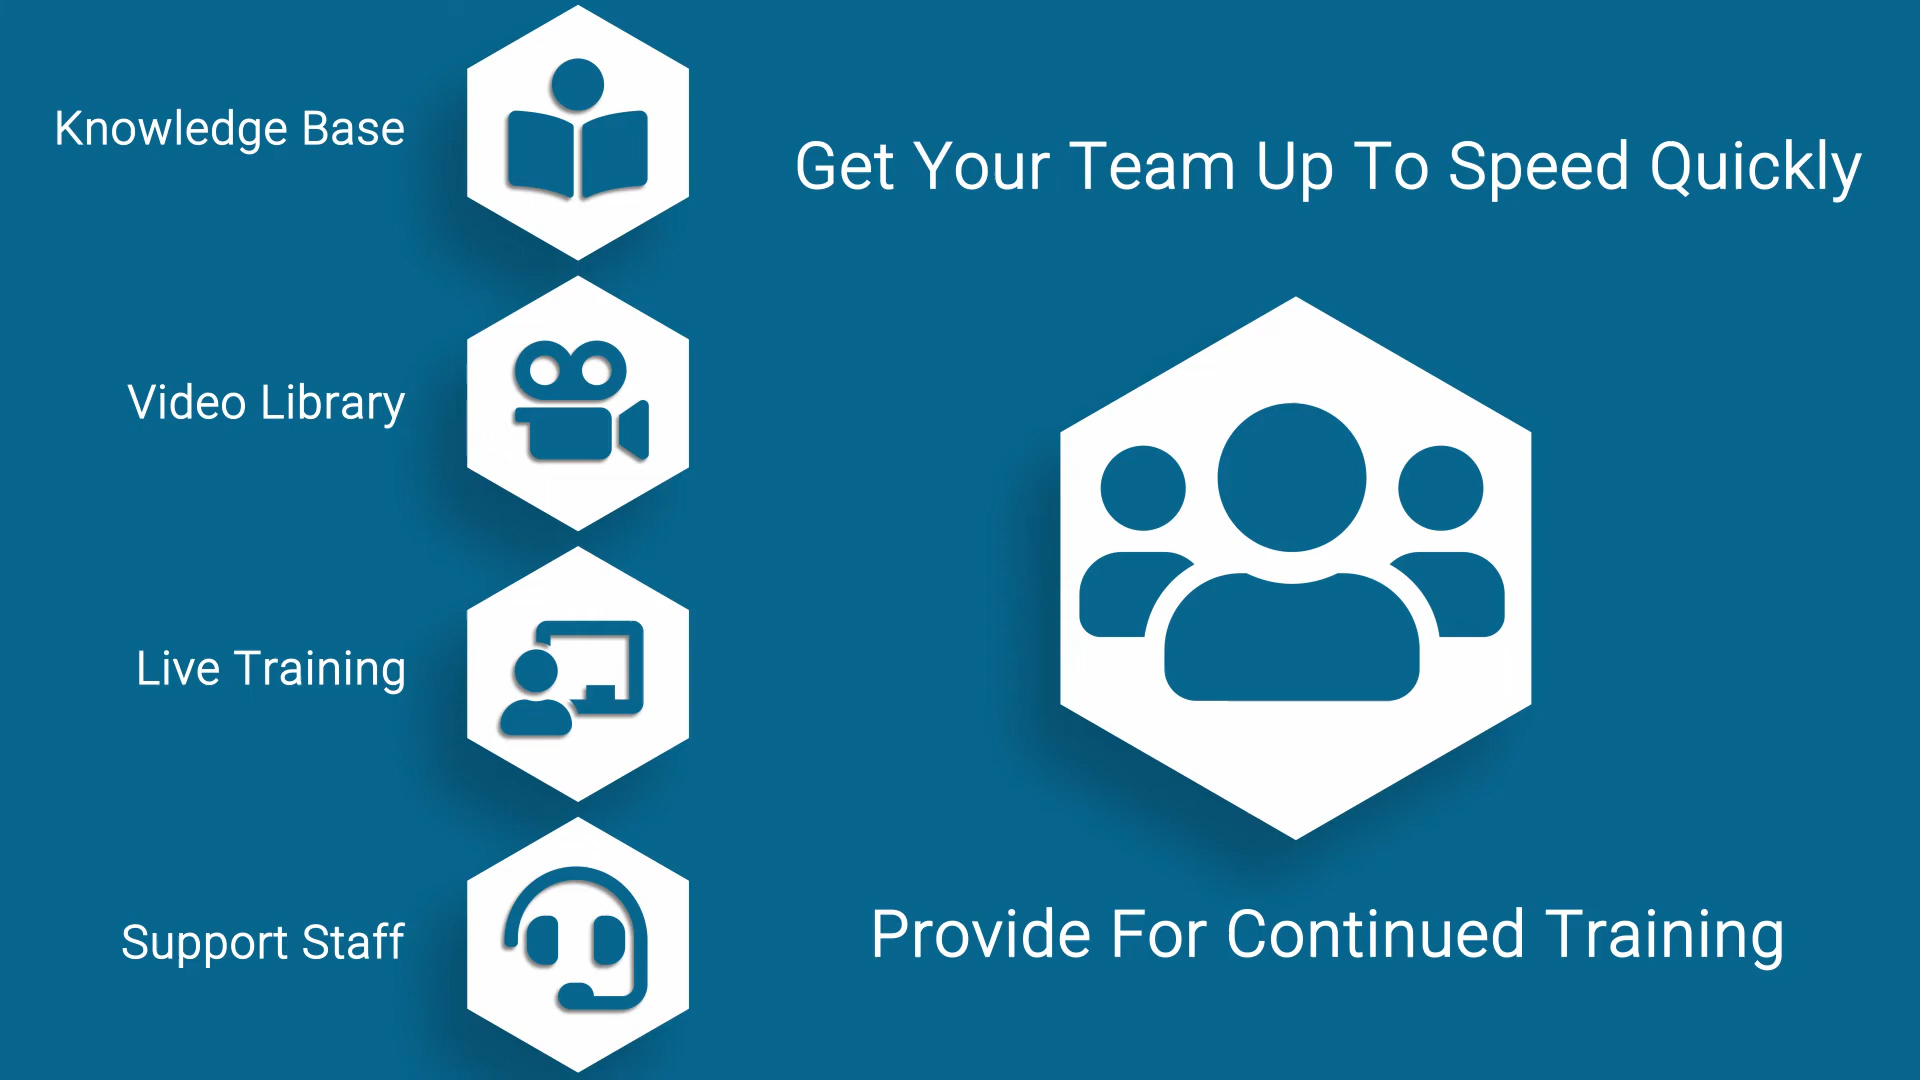 Knowledge Base
Video Library
Live Training
Support Staff
Get Your Team Up To Speed Quickly
Provide For Continued Training